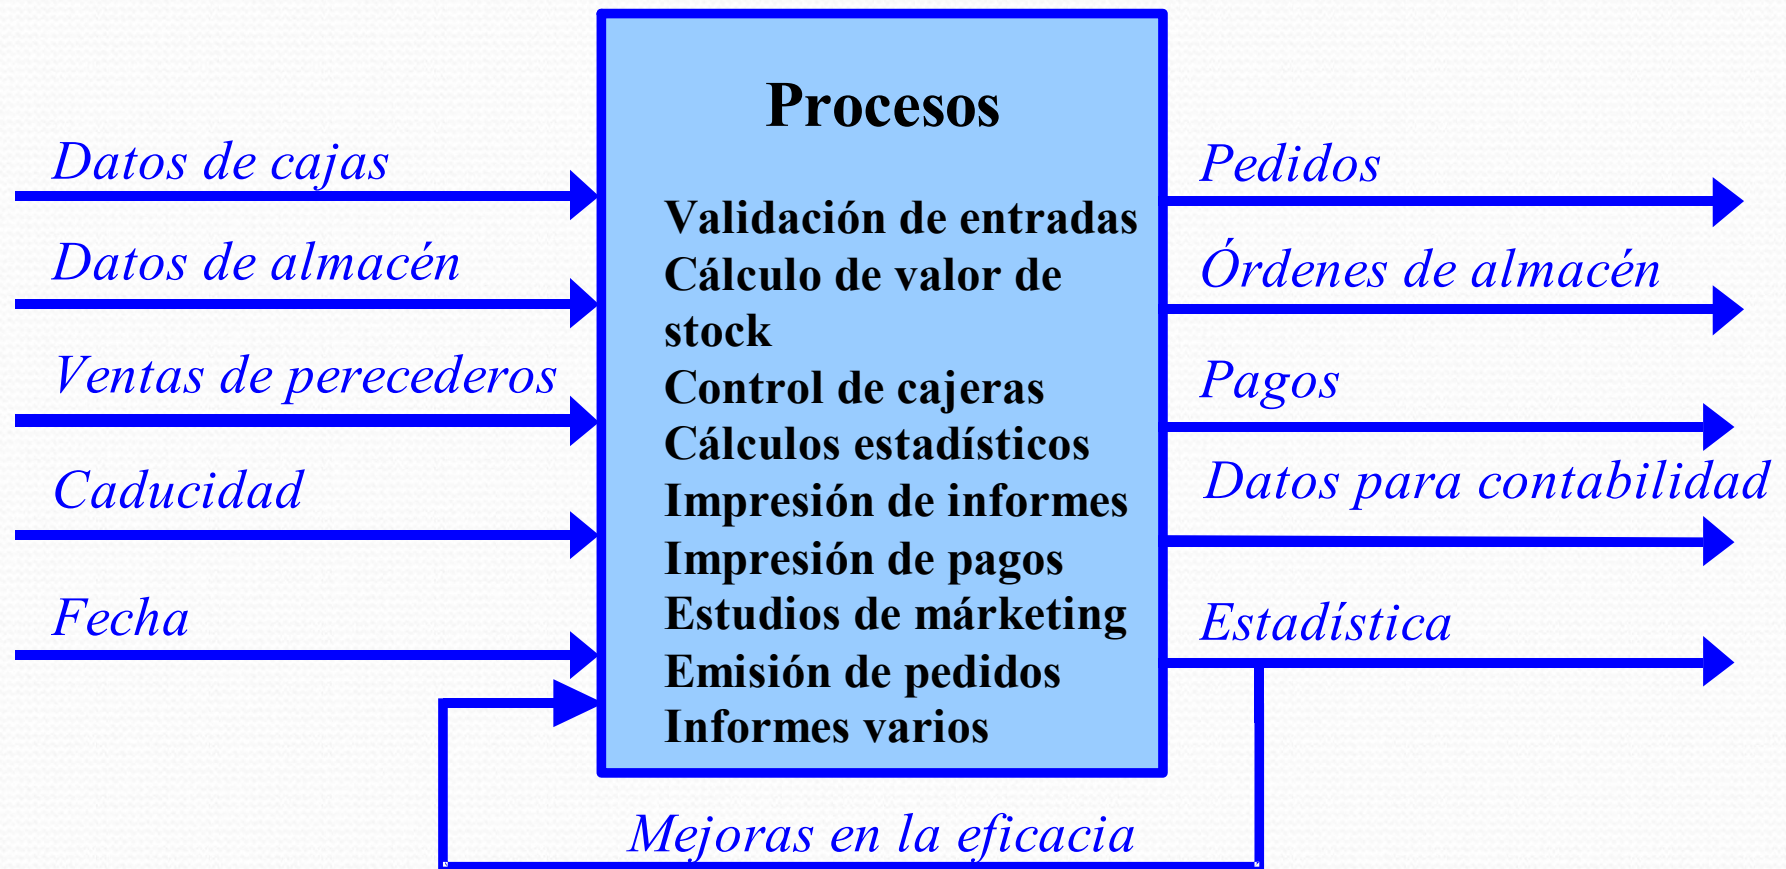 Procesos
Datos de cajas
Datos de almacén
Ventas de perecederos
Caducidad
Fecha
Validación de entradas
Cálculo de valor de
stock
Control de cajeras
Cálculos estadísticos
Impresión de informes
Impresión de pagos
Estudios de márketing
Emisión de pedidos
Informes varios
Pedidos
Órdenes de almacén
Pagos
Datos para contabilidad
Estadística
Mejoras en la eficacia